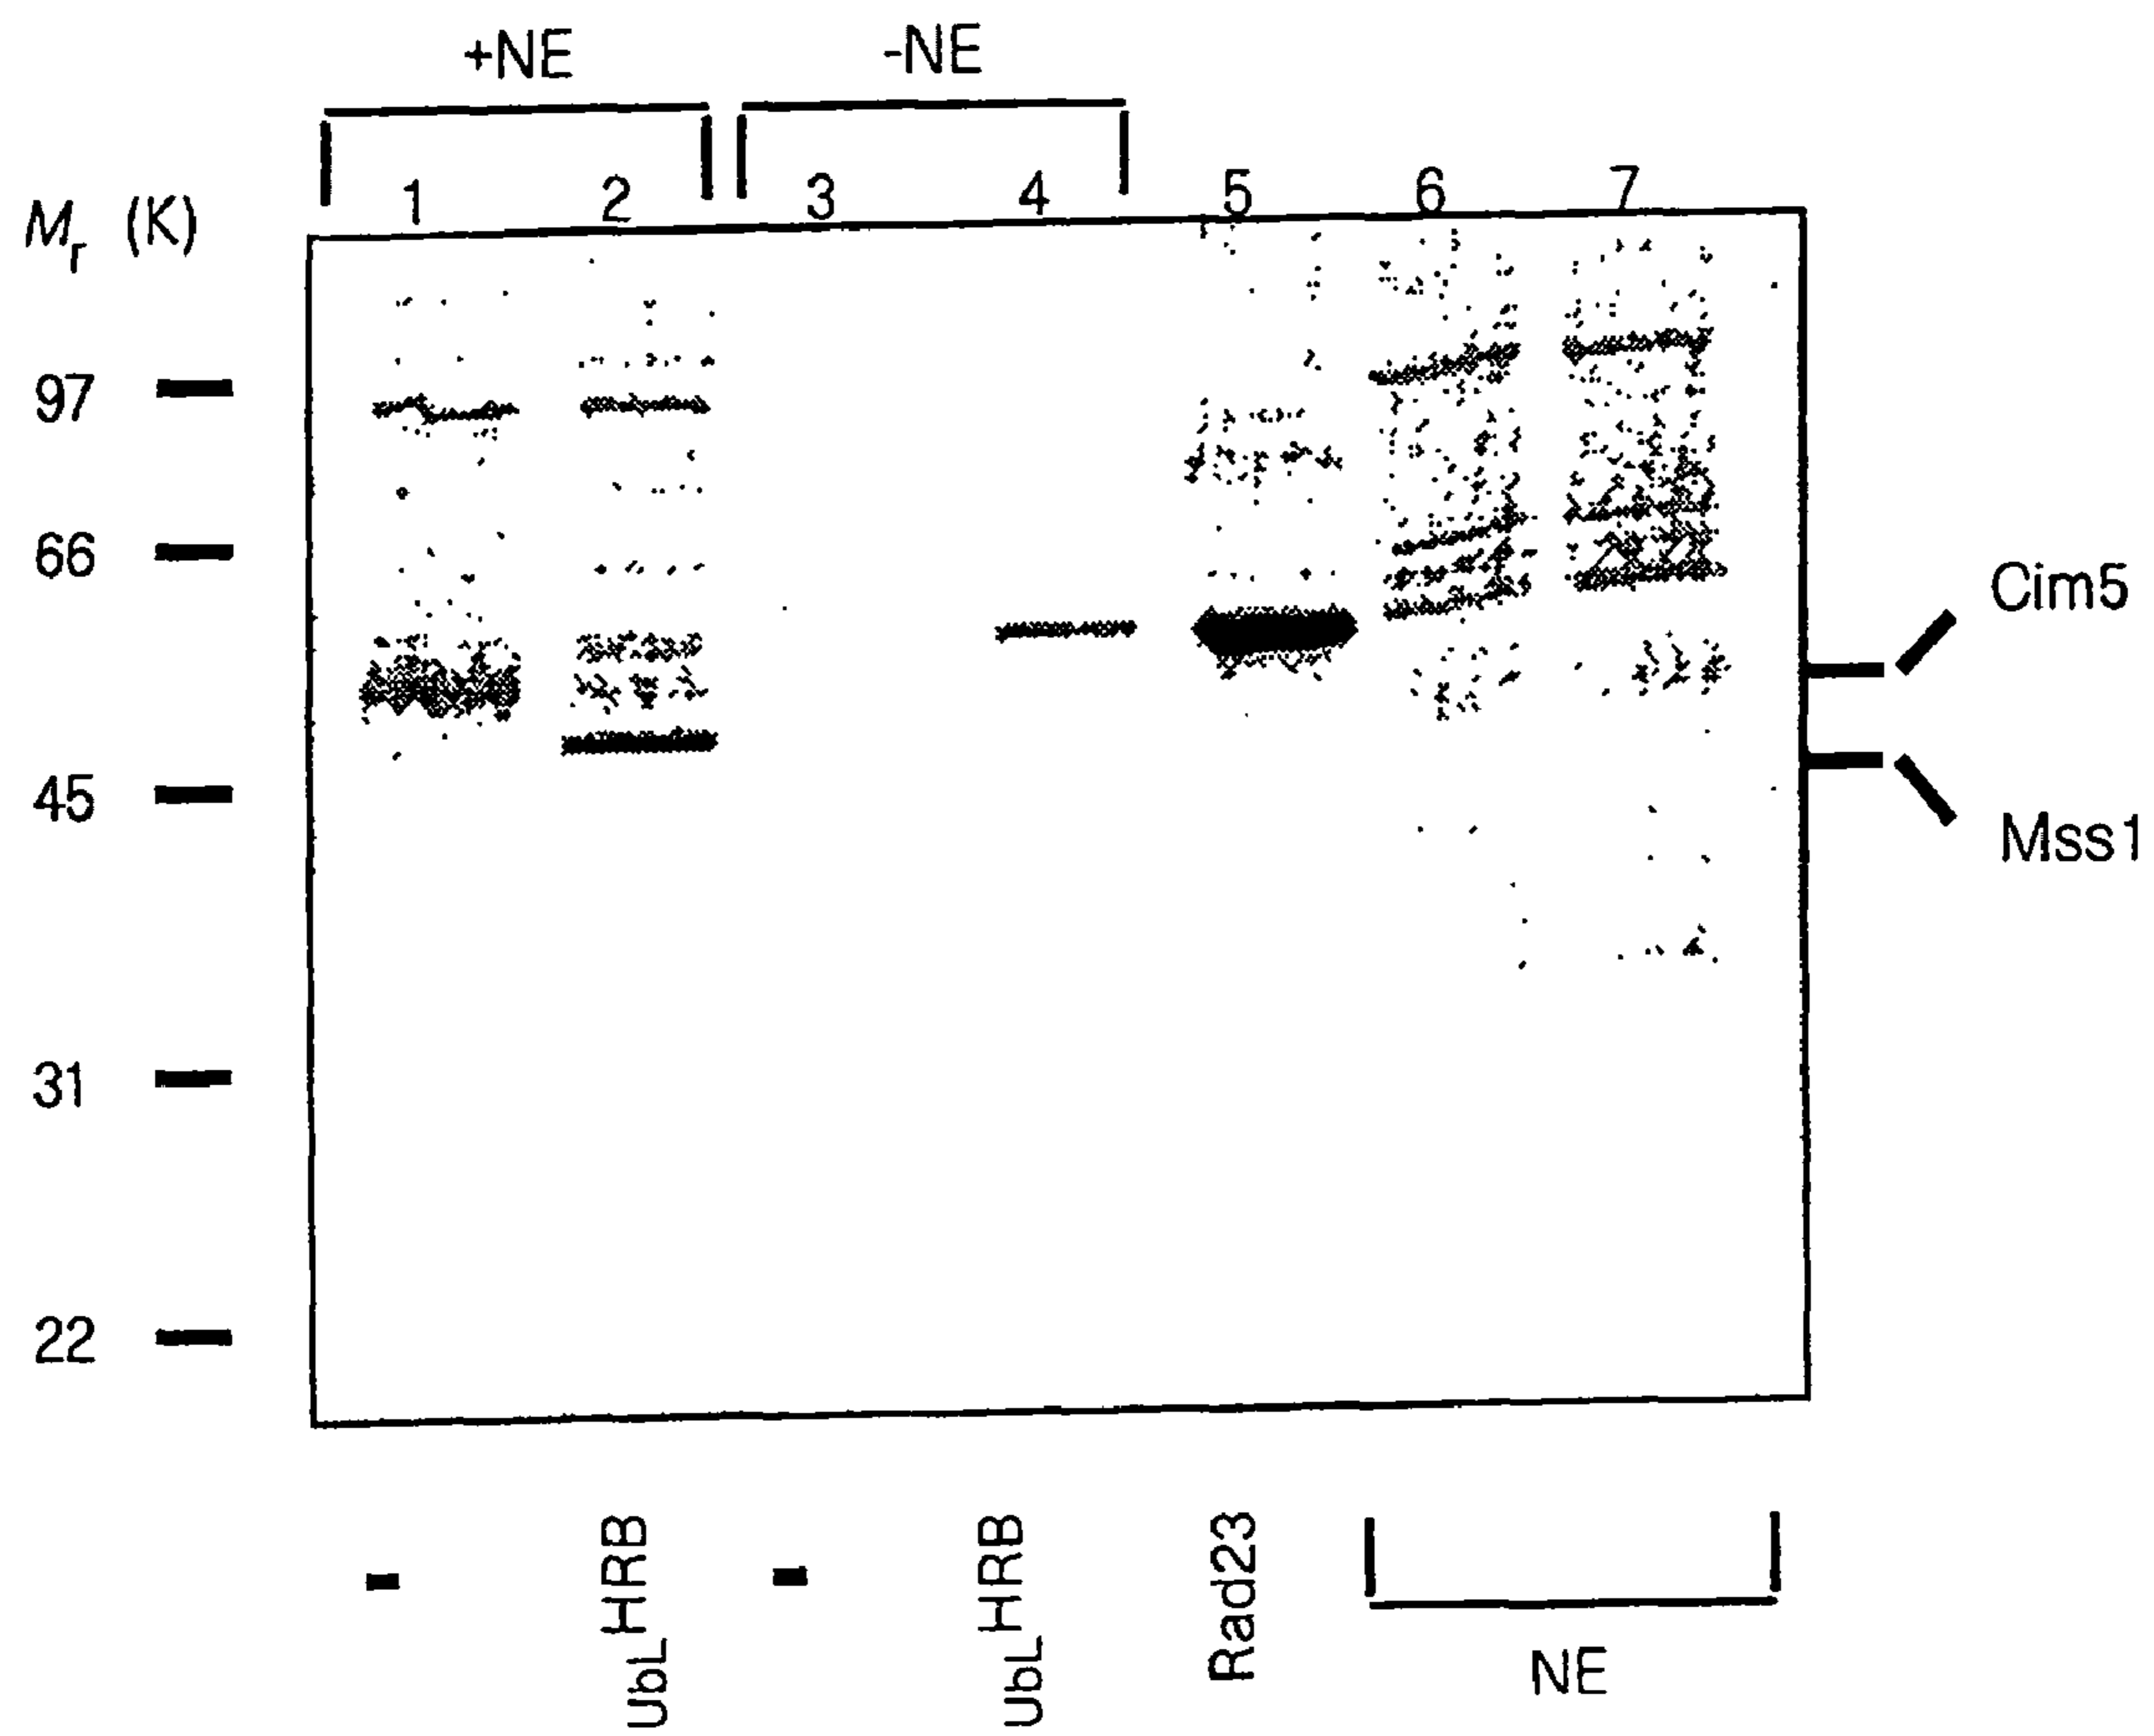 +NE -NE
1 2 3 4 5 6 7
Mr (K)
97
66
Cim5
45
Mss1
31
22
- UbLHRB - UbLHRB Rad23 NE